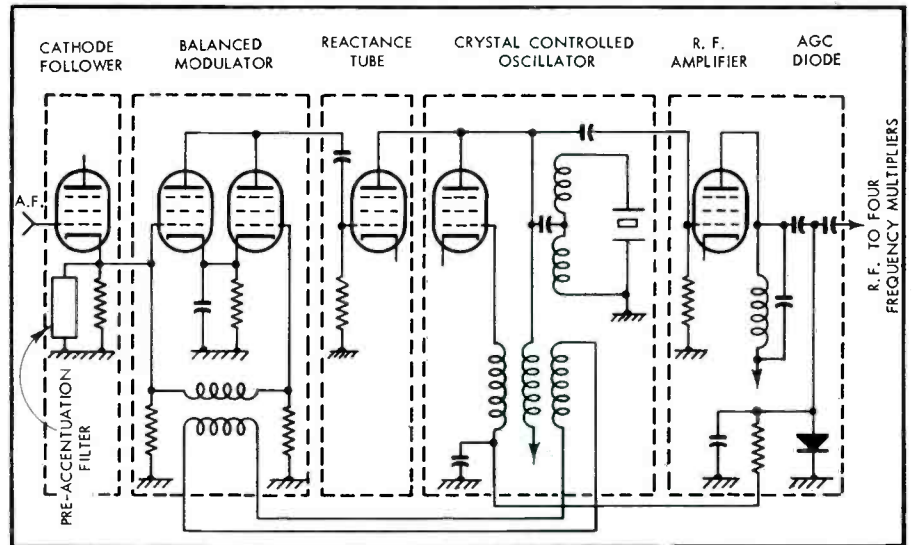 CATHODE
FOLLOWER
BALANCED
MODULATOR
REACTANCE
TUBE
CRYSTAL CONTROLLED
OSCILLATOR
R. F.
AMPLIFIER
AGC
DIODE
A.F.
PRE-ACCENTUATION
FILTER
R.F. TO FOUR
FREQUENCY MULTIPLIERS